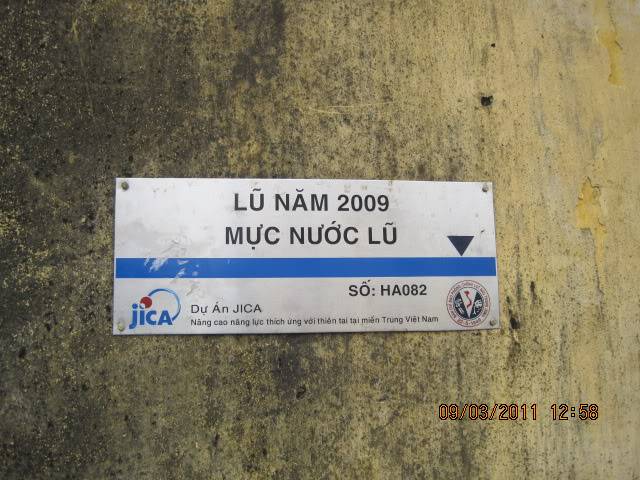 LŨ NĂM 2009
MỰC NƯỚC LŨ
SỐ: HA082
jICA
Dự Án JICA
Nâng cao năng lực thích ứng với thiên tai tại miền Trung Việt Nam
09/03/2011 12:58